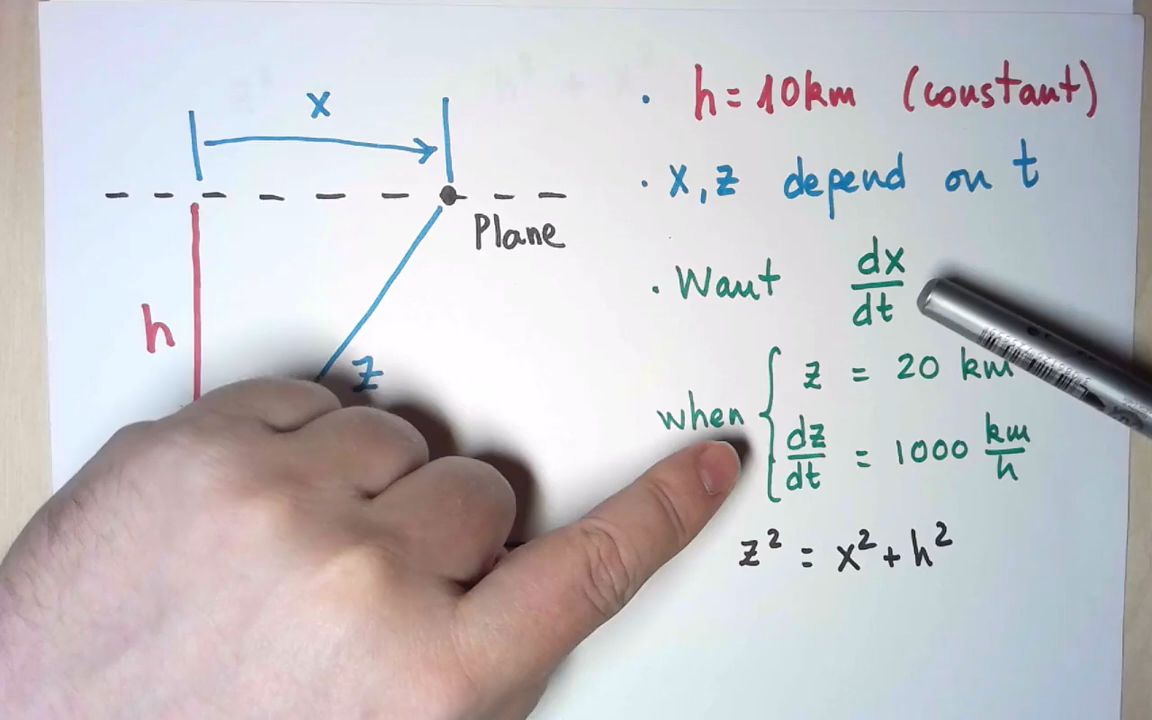 x
Plane
h
z
· h = 10km (constant)
· x, z depend on t
· Want dx/dt
when { z = 20 km
dz/dt = 1000 km/h
z² = x² + h²